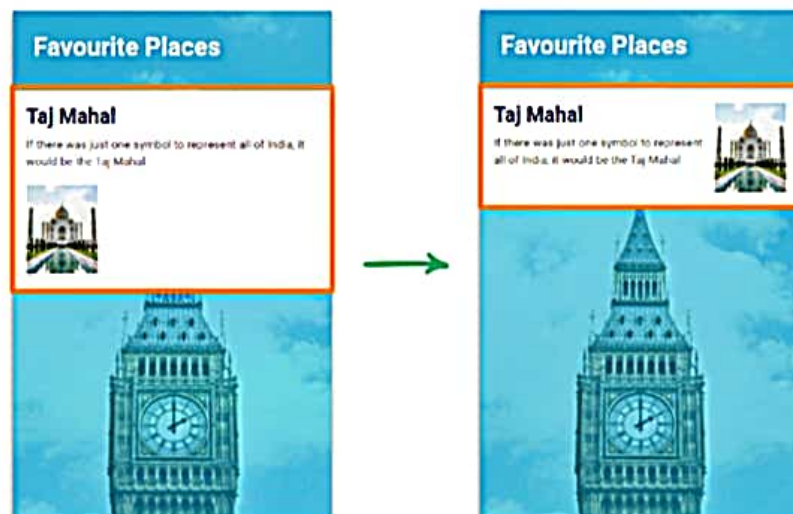 Favourite Places
Taj Mahal
If there was just one symbol to represent all of India, it
would be the Taj Mahal
Favourite Places
Taj Mahal
If there was just one symbol to represent
all of India, it would be the Taj Mahal